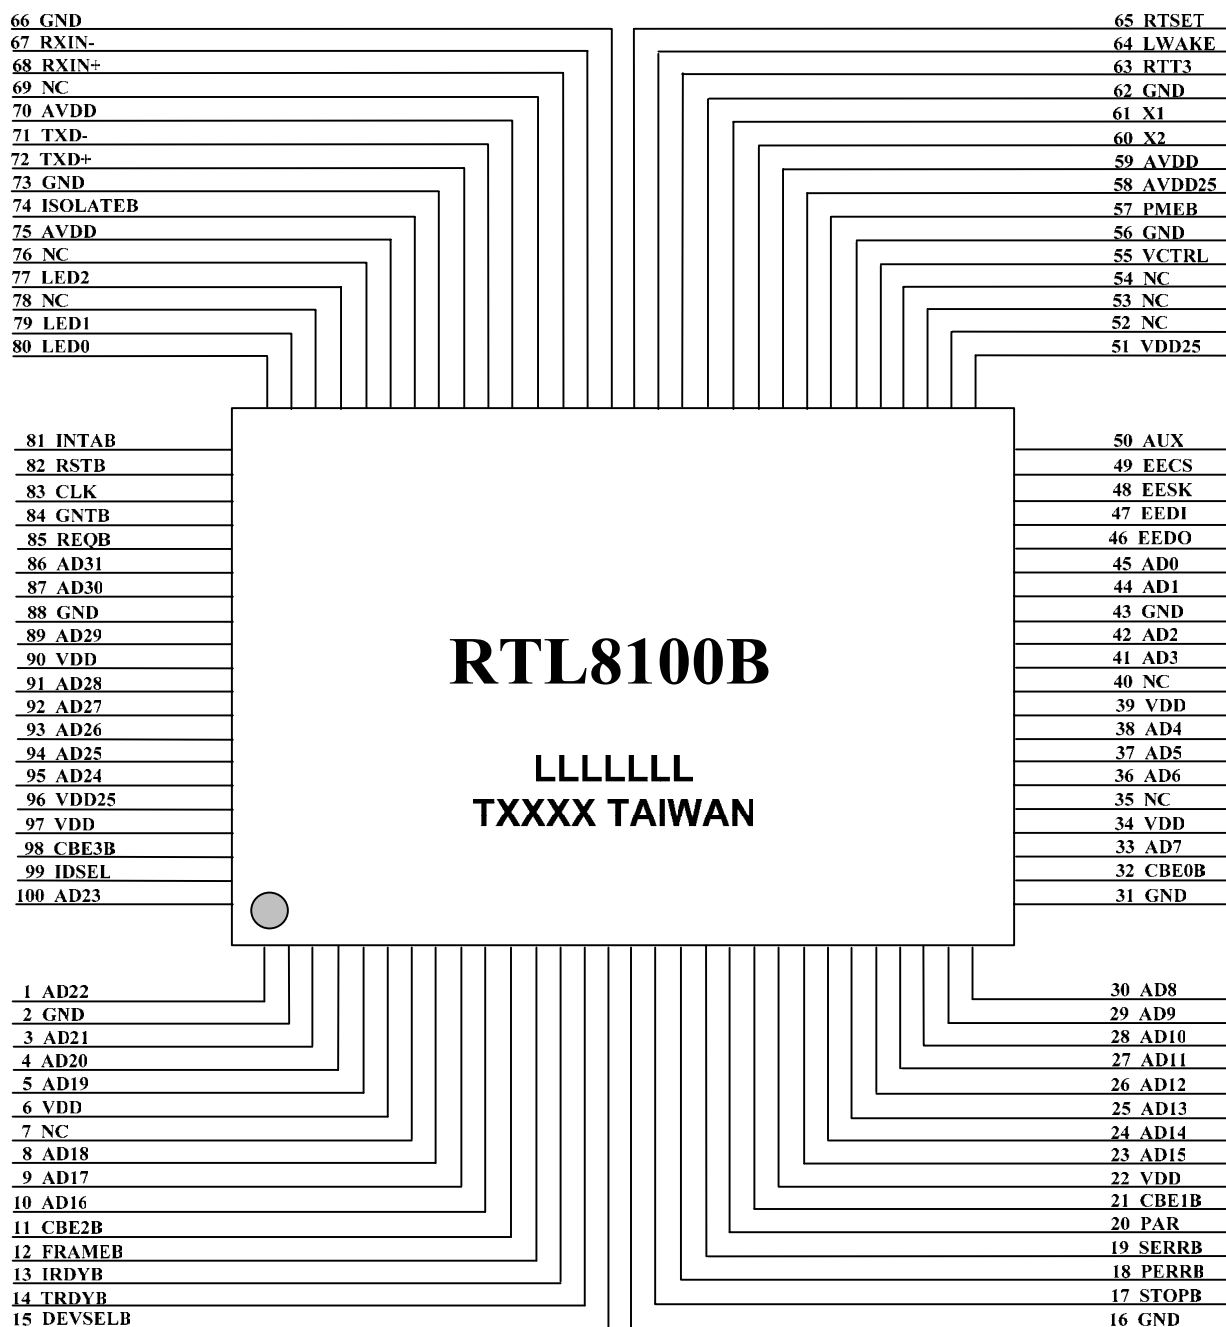 66 GND
67 RXIN-
68 RXIN+
69 NC
70 AVDD
71 TXD-
72 TXD+
73 GND
74 ISOLATEB
75 AVDD
76 NC
77 LED2
78 NC
79 LED1
80 LED0
65 RTSET
64 LWAKE
63 RTT3
62 GND
61 X1
60 X2
59 AVDD
58 AVDD25
57 PMEB
56 GND
55 VCTRL
54 NC
53 NC
52 NC
51 VDD25
81 INTAB
82 RSTB
83 CLK
84 GNTB
85 REQB
86 AD31
87 AD30
88 GND
89 AD29
90 VDD
91 AD28
92 AD27
93 AD26
94 AD25
95 AD24
96 VDD25
97 VDD
98 CBE3B
99 IDSEL
100 AD23
RTL8100B
LLLLLLL
TXXXX TAIWAN
50 AUX
49 EECS
48 EESK
47 EEDI
46 EEDO
45 AD0
44 AD1
43 GND
42 AD2
41 AD3
40 NC
39 VDD
38 AD4
37 AD5
36 AD6
35 NC
34 VDD
33 AD7
32 CBE0B
31 GND
1 AD22
2 GND
3 AD21
4 AD20
5 AD19
6 VDD
7 NC
8 AD18
9 AD17
10 AD16
11 CBE2B
12 FRAMEB
13 IRDYB
14 TRDYB
15 DEVSELB
30 AD8
29 AD9
28 AD10
27 AD11
26 AD12
25 AD13
24 AD14
23 AD15
22 VDD
21 CBE1B
20 PAR
19 SERRB
18 PERRB
17 STOPB
16 GND